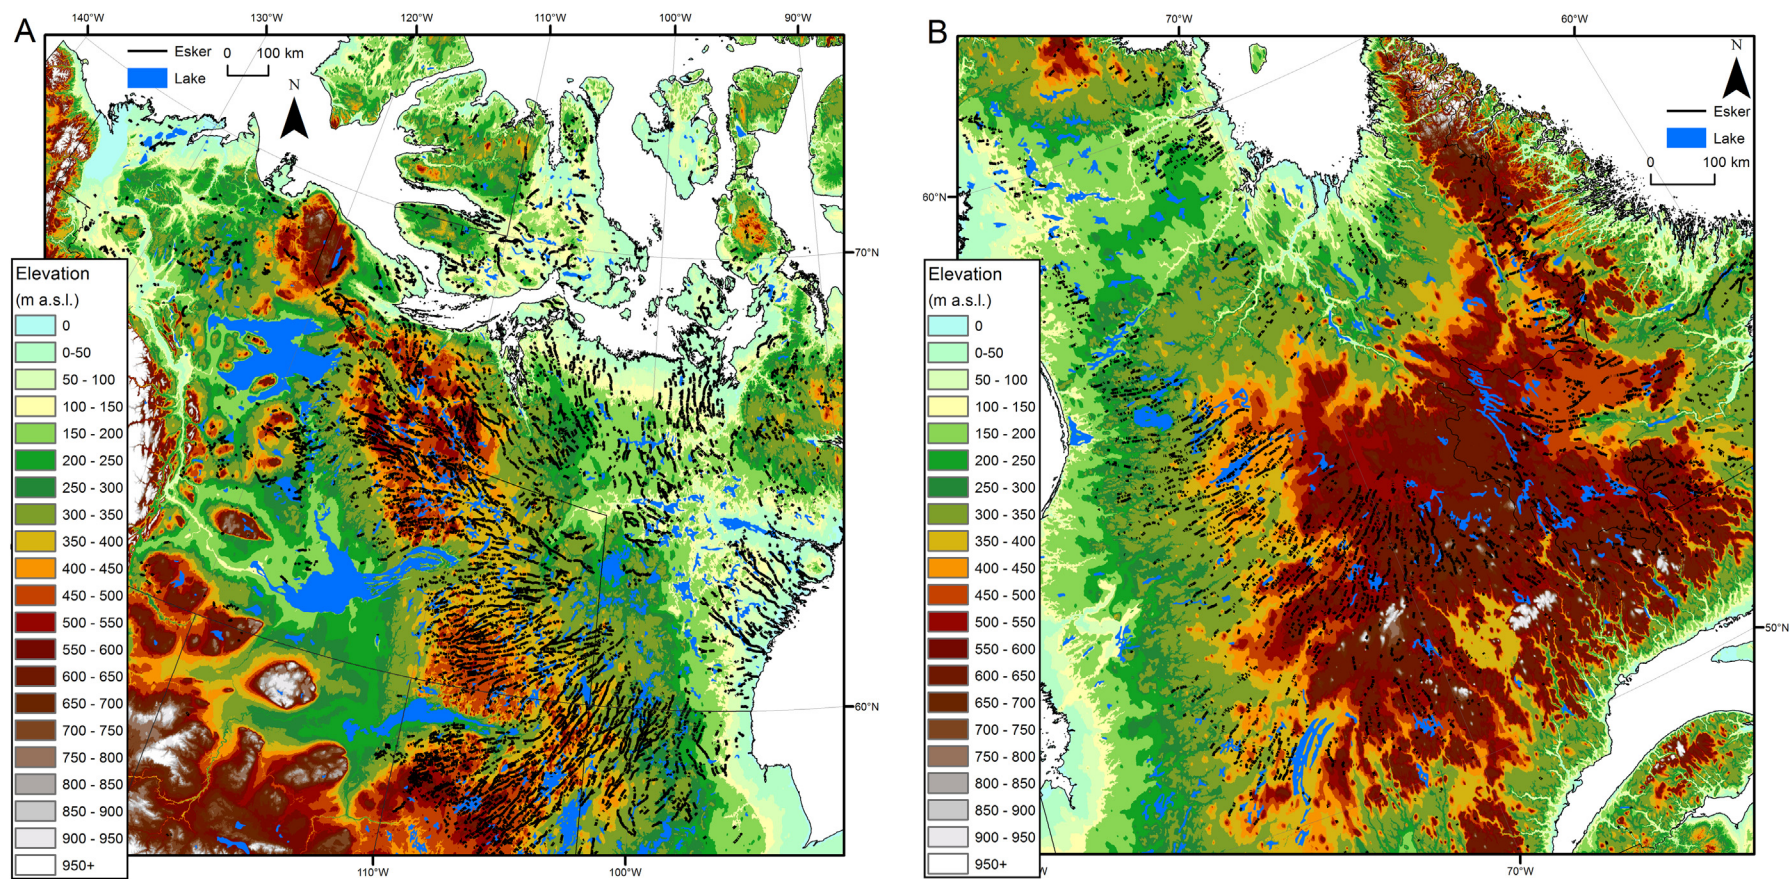 A
140°W 130°W 120°W 110°W 100°W 90°W
Esker 0 100 km
Lake
N
70°N
60°N
Elevation
(m a.s.l.)
0
0-50
50 - 100
100 - 150
150 - 200
200 - 250
250 - 300
300 - 350
350 - 400
400 - 450
450 - 500
500 - 550
550 - 600
600 - 650
650 - 700
700 - 750
750 - 800
800 - 850
850 - 900
900 - 950
950+
110°W 100°W
B
70°W 60°W
N
Esker
Lake
0 100 km
60°N
50°N
Elevation
(m a.s.l.)
0
0-50
50 - 100
100 - 150
150 - 200
200 - 250
250 - 300
300 - 350
350 - 400
400 - 450
450 - 500
500 - 550
550 - 600
600 - 650
650 - 700
700 - 750
750 - 800
800 - 850
850 - 900
900 - 950
950+
W 70°W